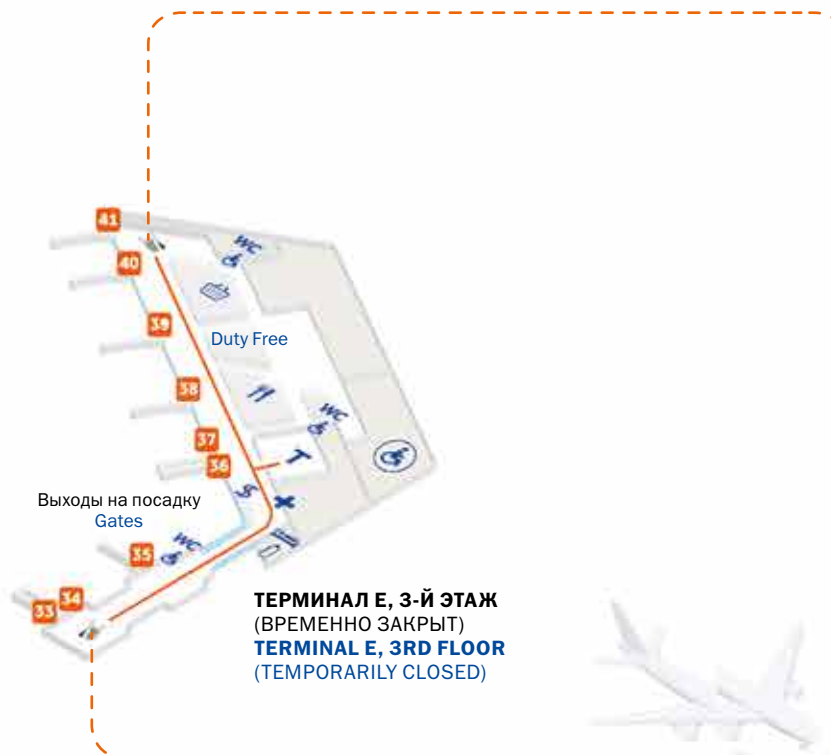 41
WC
40
39
Duty Free
38
WC
37
36
Выходы на посадку
Gates
WC
35
34
33
ТЕРМИНАЛ E, 3-Й ЭТАЖ
(ВРЕМЕННО ЗАКРЫТ)
TERMINAL E, 3RD FLOOR
(TEMPORARILY CLOSED)